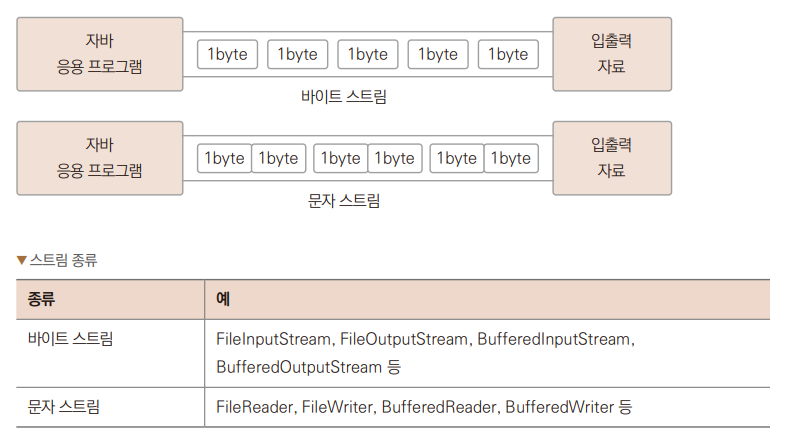 자바
응용 프로그램
1byte 1byte 1byte 1byte 1byte
입출력
자료
바이트 스트림
자바
응용 프로그램
1byte 1byte 1byte 1byte 1byte 1byte
입출력
자료
문자 스트림
▼스트림 종류
종류 예
바이트 스트림 FileInputStream, FileOutputStream, BufferedInputStream,
BufferedOutputStream 등
문자 스트림 FileReader, FileWriter, BufferedReader, BufferedWriter 등